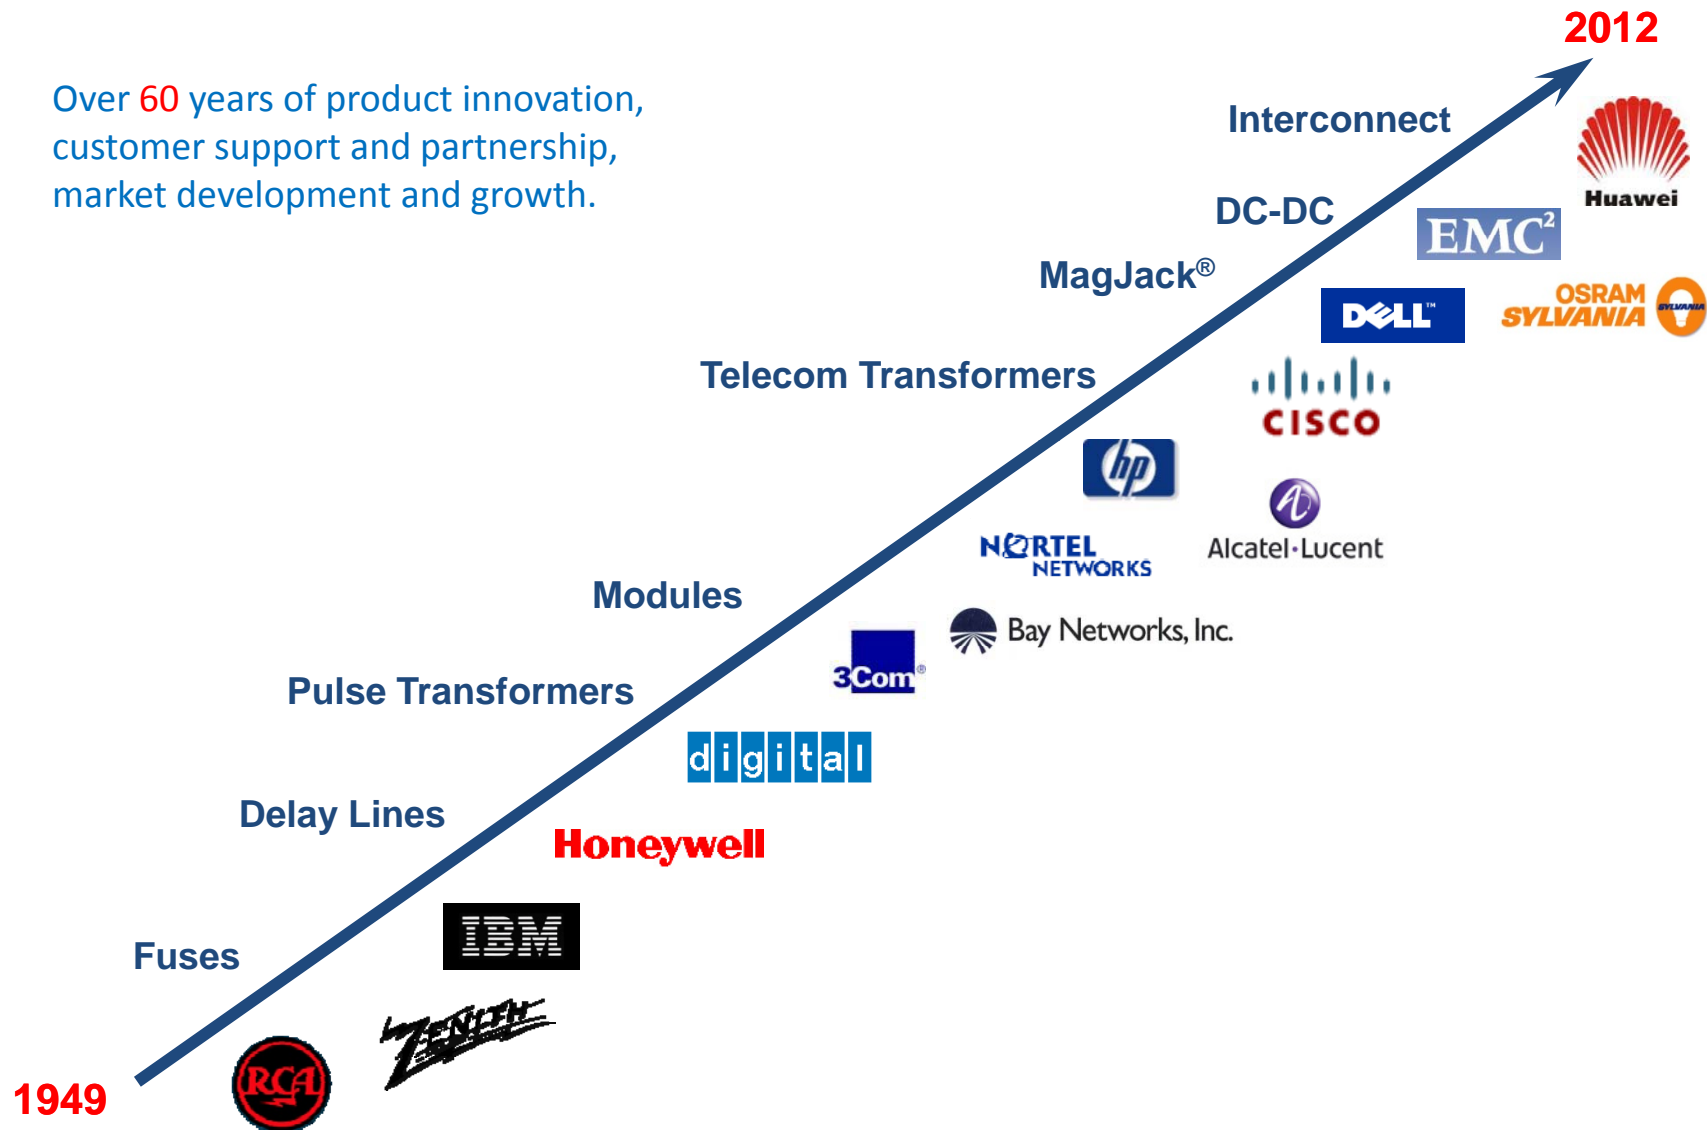 2012
Over 60 years of product innovation,
customer support and partnership,
market development and growth.
Interconnect
Huawei
DC-DC
EMC²
MagJack®
DELL™
OSRAM
SYLVANIA
SYLVANIA
Telecom Transformers
CISCO
hp
Alcatel·Lucent
NORTEL
NETWORKS
Modules
Bay Networks, Inc.
3Com®
Pulse Transformers
digital
Delay Lines
Honeywell
IBM
Fuses
ZENITH
RCA
1949